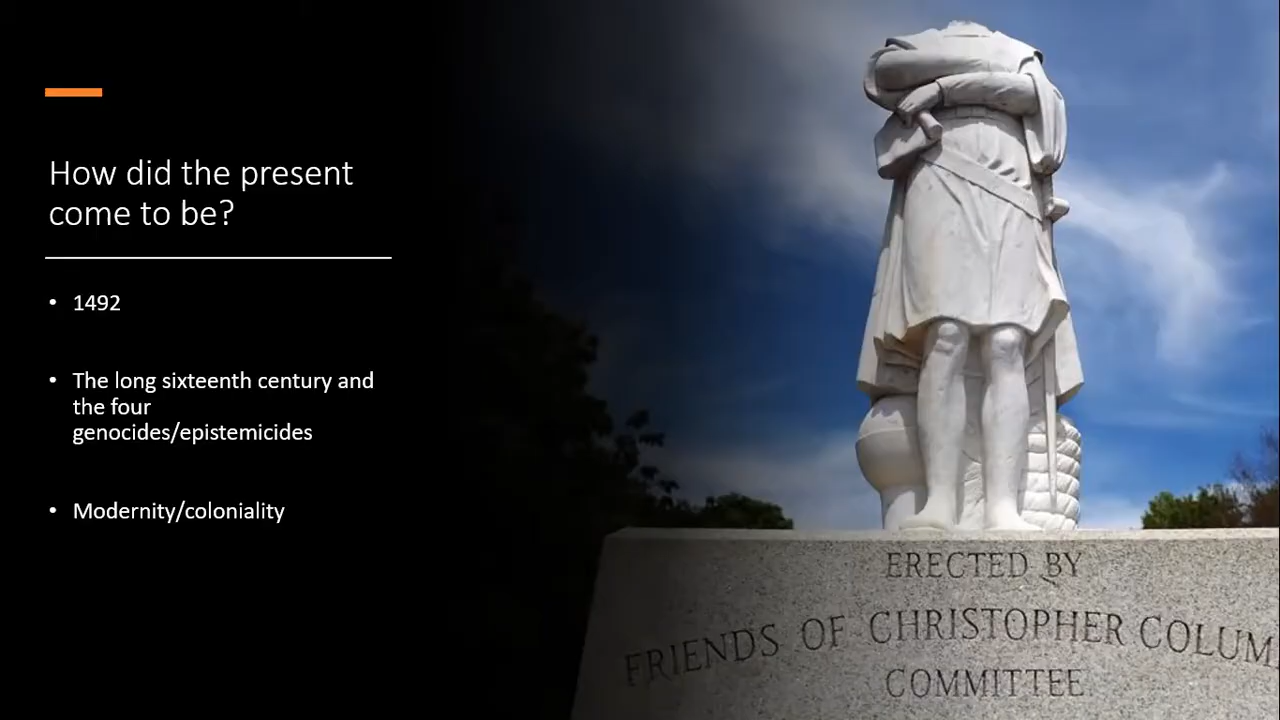 How did the present
come to be?
• 1492
• The long sixteenth century and
the four
genocides/epistemicides
• Modernity/coloniality
ERECTED BY
FRIENDS OF CHRISTOPHER COLUM
COMMITTEE